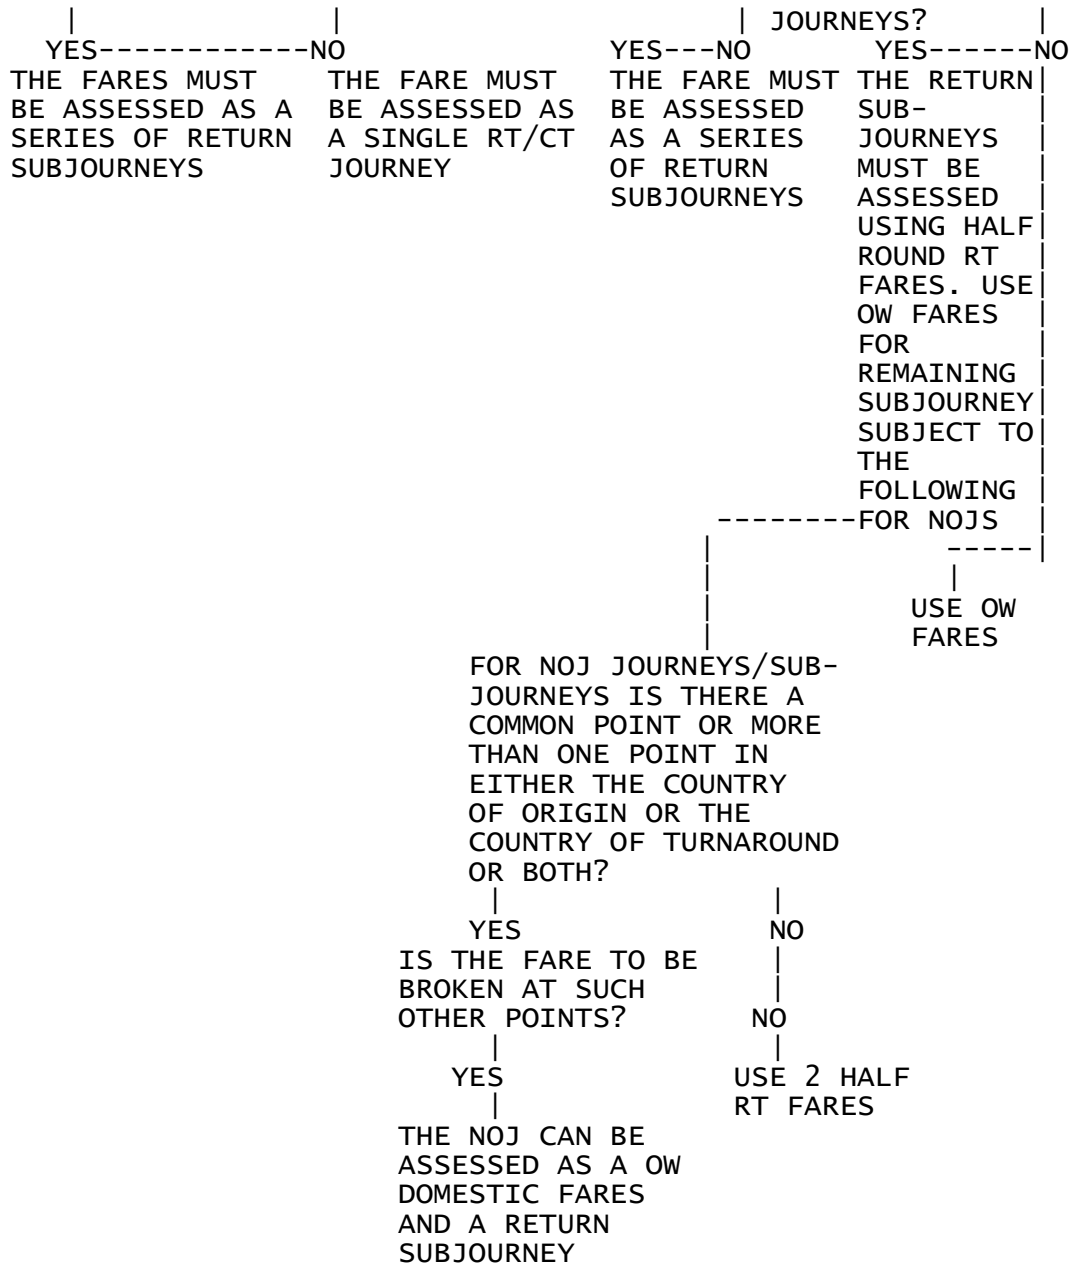 |                    |                          | JOURNEYS?        |
   YES------------NO                      YES---NO         YES------NO
THE FARES MUST      THE FARE MUST     THE FARE MUST THE RETURN|
BE ASSESSED AS A   BE ASSESSED AS   BE ASSESSED    SUB-       |
SERIES OF RETURN   A SINGLE RT/CT   AS A SERIES    JOURNEYS   |
SUBJOURNEYS        JOURNEY          OF RETURN      MUST BE    |
                                    SUBJOURNEYS    ASSESSED   |
                                                   USING HALF|
                                                   ROUND RT   |
                                                   FARES. USE|
                                                   OW FARES   |
                                                   FOR        |
                                                   REMAINING  |
                                                   SUBJOURNEY|
                                                   SUBJECT TO|
                                                   THE        |
                                                   FOLLOWING  |
                                           --------FOR NOJS   |
                                          |             -----|
                                          |             |
                                          |          USE OW
                                          |          FARES
                          FOR NOJ JOURNEYS/SUB-
                          JOURNEYS IS THERE A
                          COMMON POINT OR MORE
                          THAN ONE POINT IN
                          EITHER THE COUNTRY
                          OF ORIGIN OR THE
                          COUNTRY OF TURNAROUND
                          OR BOTH?
                            |                |
                          YES                NO
                      IS THE FARE TO BE      |
                      BROKEN AT SUCH         |
                      OTHER POINTS?        NO
                            |                |
                         YES             USE 2 HALF
                            |            RT FARES
                      THE NOJ CAN BE
                      ASSESSED AS A OW
                      DOMESTIC FARES
                      AND A RETURN
                      SUBJOURNEY